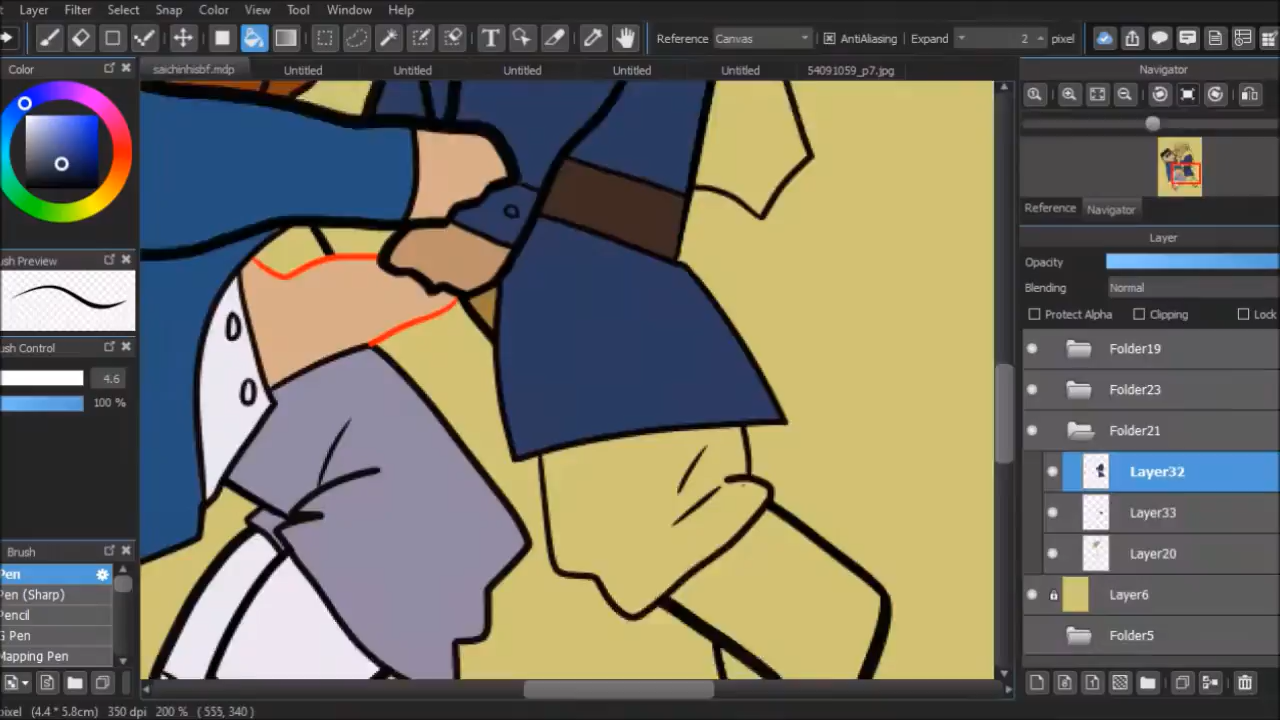 Layer Filter Select Snap Color View Tool Window Help
Reference Canvas AntiAliasing Expand 2 pixel
Color saichinhisbf.mdp Untitled Untitled Untitled Untitled Untitled 54091059_p7.jpg Navigator
Reference Navigator
Layer
ush Preview
Opacity
Blending Normal
Protect Alpha Clipping Lock
ush Control
Folder19
4.6
100 %
Folder23
Folder21
Layer32
Layer33
Brush
Layer20
Pen
Pen (Sharp)
Layer6
Pencil
G Pen
Folder5
Mapping Pen
pixel (4.4 * 5.8cm) 350 dpi 200 % ( 555, 340 )